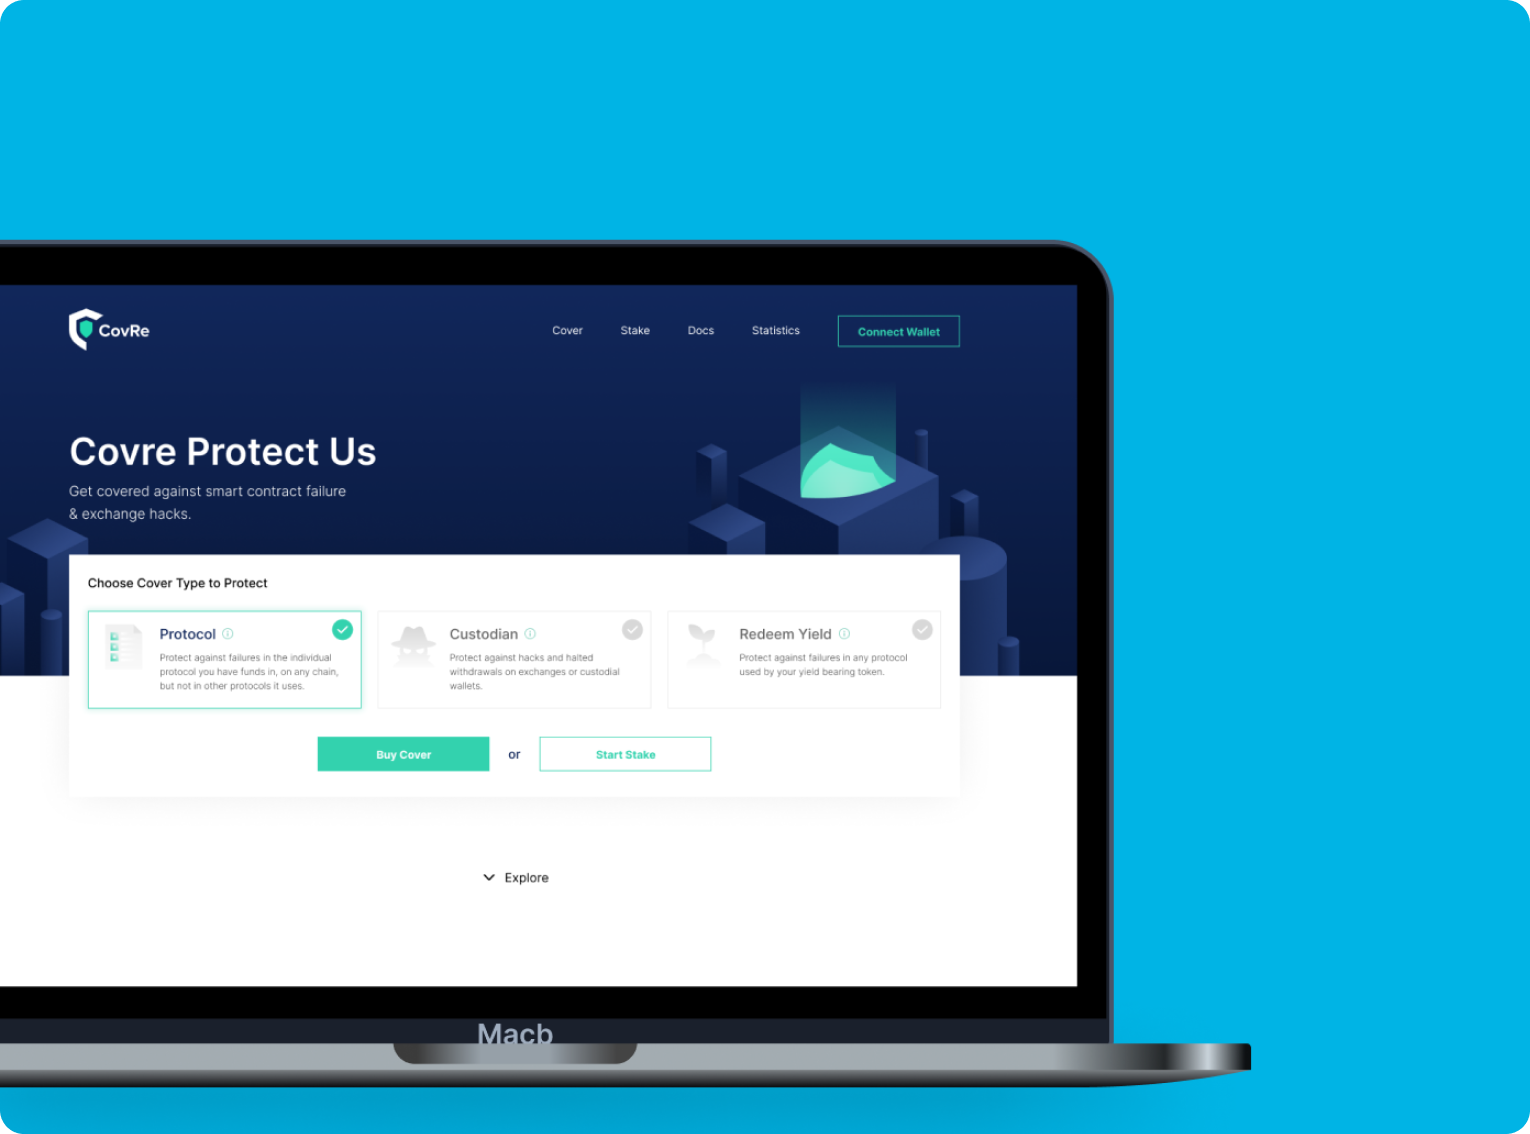 CovRe
Cover
Stake
Docs
Statistics
Connect Wallet
Covre Protect Us
Get covered against smart contract failure
& exchange hacks.
Choose Cover Type to Protect
Protocol
Protect against failures in the individual
protocol you have funds in, on any chain,
but not in other protocols it uses.
Custodian
Protect against hacks and halted
withdrawals on exchanges or custodial
wallets.
Redeem Yield
Protect against failures in any protocol
used by your yield bearing token.
Buy Cover
or
Start Stake
Explore
Macb